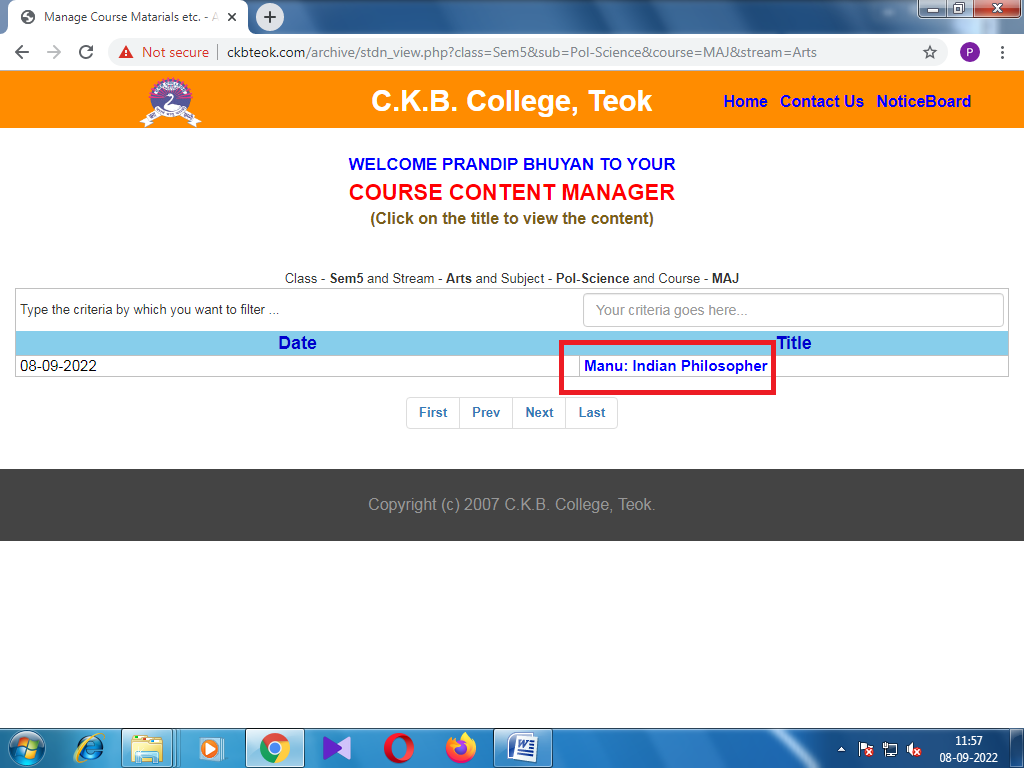 Manage Course Matarials etc. - A
Not secure | ckbteok.com/archive/stdn_view.php?class=Sem5&sub=Pol-Science&course=MAJ&stream=Arts
P
C.K.B. College, Teok
Home Contact Us NoticeBoard
WELCOME PRANDIP BHUYAN TO YOUR
COURSE CONTENT MANAGER
(Click on the title to view the content)
Class - Sem5 and Stream - Arts and Subject - Pol-Science and Course - MAJ
Type the criteria by which you want to filter ... Your criteria goes here...
Date Title
08-09-2022 Manu: Indian Philosopher
First Prev Next Last
Copyright (c) 2007 C.K.B. College, Teok.
11:57
08-09-2022